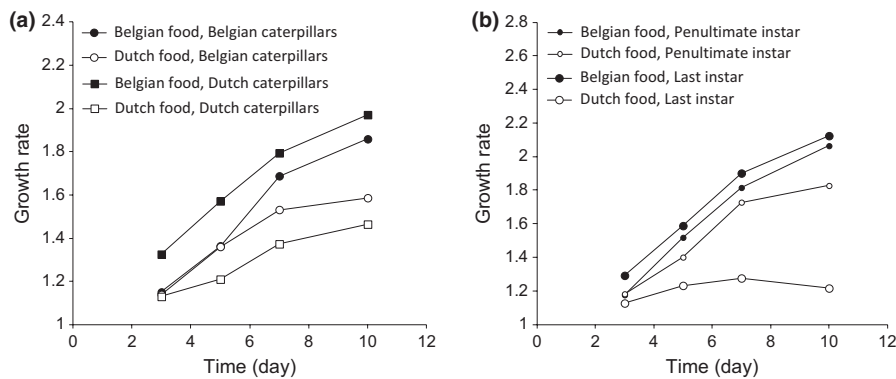 (a)
Belgian food, Belgian caterpillars
Dutch food, Belgian caterpillars
Belgian food, Dutch caterpillars
Dutch food, Dutch caterpillars
Growth rate
2.4
2.2
2
1.8
1.6
1.4
1.2
1
0 2 4 6 8 10 12
Time (day)
(b)
Belgian food, Penultimate instar
Dutch food, Penultimate instar
Belgian food, Last instar
Dutch food, Last instar
Growth rate
2.8
2.6
2.4
2.2
2
1.8
1.6
1.4
1.2
1
0 2 4 6 8 10 12
Time (day)